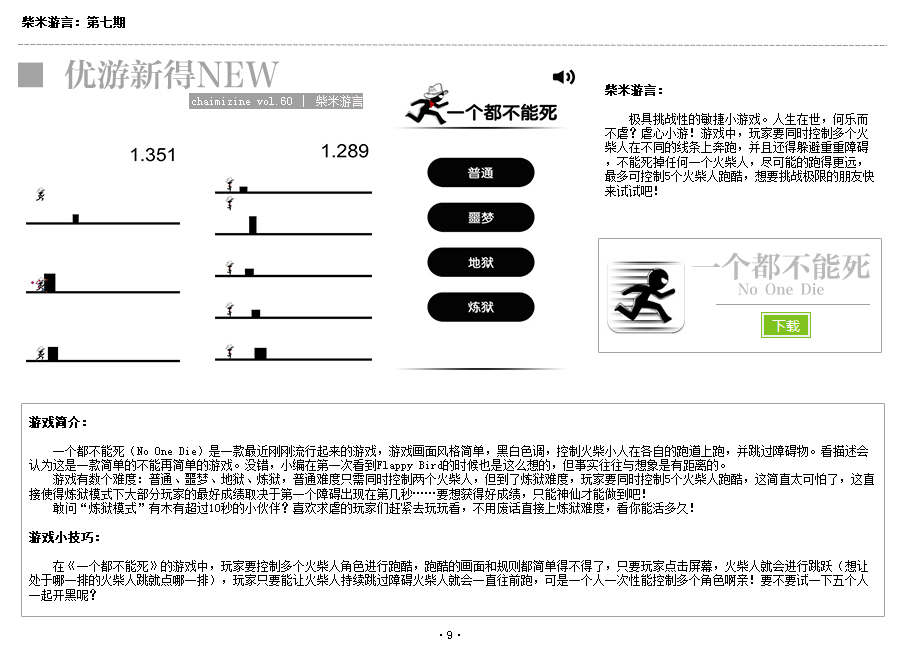 柴米游言：第七期
优游新得NEW
chaimizine vol.60 | 柴米游言
1.351
1.289
一个都不能死
普通
噩梦
地狱
炼狱
柴米游言：
极具挑战性的敏捷小游戏。人生在世，何乐而
不虐？虐心小游！游戏中，玩家要同时控制多个火
柴人在不同的线条上奔跑，并且还得躲避重重障碍
，不能死掉任何一个火柴人，尽可能的跑得更远，
最多可控制5个火柴人跑酷，想要挑战极限的朋友快
来试试吧！
一个都不能死
No One Die
下载
游戏简介：
一个都不能死（No One Die）是一款最近刚刚流行起来的游戏，游戏画面风格简单，黑白色调，控制火柴小人在各自的跑道上跑，并跳过障碍物。看描述会
认为这是一款简单的不能再简单的游戏。没错，小编在第一次看到Flappy Bird的时候也是这么想的，但事实往往与想象是有距离的。
游戏有数个难度：普通、噩梦、地狱、炼狱，普通难度只需同时控制两个火柴人，但到了炼狱难度，玩家要同时控制5个火柴人跑酷，这简直太可怕了，这直
接使得炼狱模式下大部分玩家的最好成绩取决于第一个障碍出现在第几秒……要想获得好成绩，只能神仙才能做到吧！
敢问“炼狱模式”有木有超过10秒的小伙伴？喜欢求虐的玩家们赶紧去玩玩看，不用废话直接上炼狱难度，看你能活多久！
游戏小技巧：
在《一个都不能死》的游戏中，玩家要控制多个火柴人角色进行跑酷，跑酷的画面和规则都简单得不得了，只要玩家点击屏幕，火柴人就会进行跳跃（想让
处于哪一排的火柴人跳就点哪一排），玩家只要能让火柴人持续跳过障碍火柴人就会一直往前跑，可是一个人一次性能控制多个角色啊亲！要不要试一下五个人
一起开黑呢？
·9·